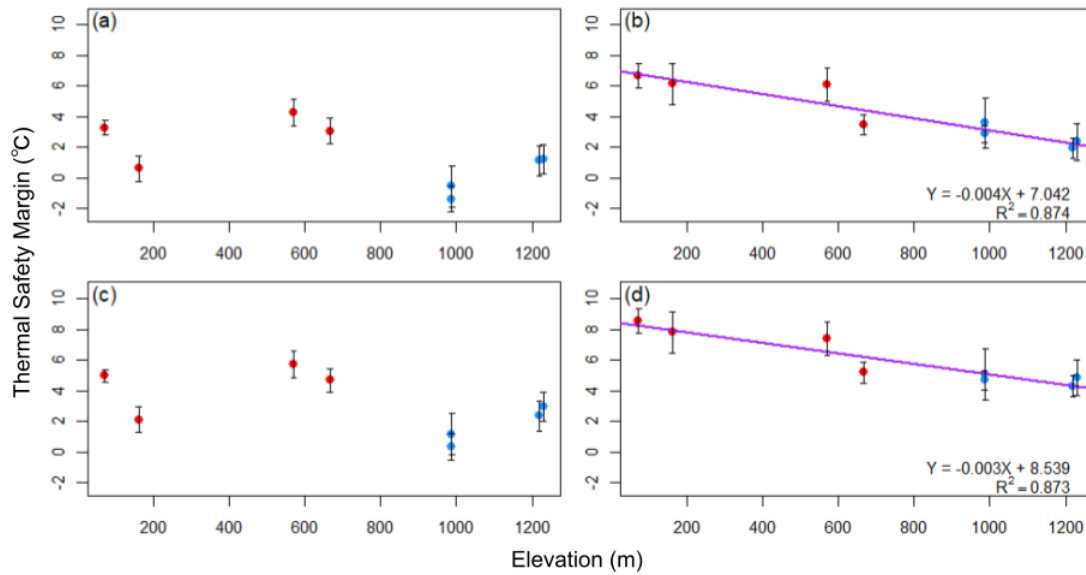 Thermal Safety Margin (°C)
(a)
10
8
6
4
2
0
-2
200 400 600 800 1000 1200
(b)
10
8
6
4
2
0
-2
Y = -0.004X + 7.042
R² = 0.874
200 400 600 800 1000 1200
(c)
10
8
6
4
2
0
-2
200 400 600 800 1000 1200
(d)
10
8
6
4
2
0
-2
Y = -0.003X + 8.539
R² = 0.873
200 400 600 800 1000 1200
Elevation (m)